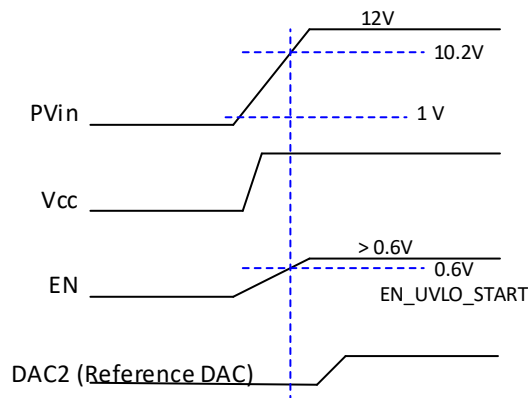 12V
10.2V
PVin
1 V
Vcc
> 0.6V
0.6V
EN
EN_UVLO_START
DAC2 (Reference DAC)